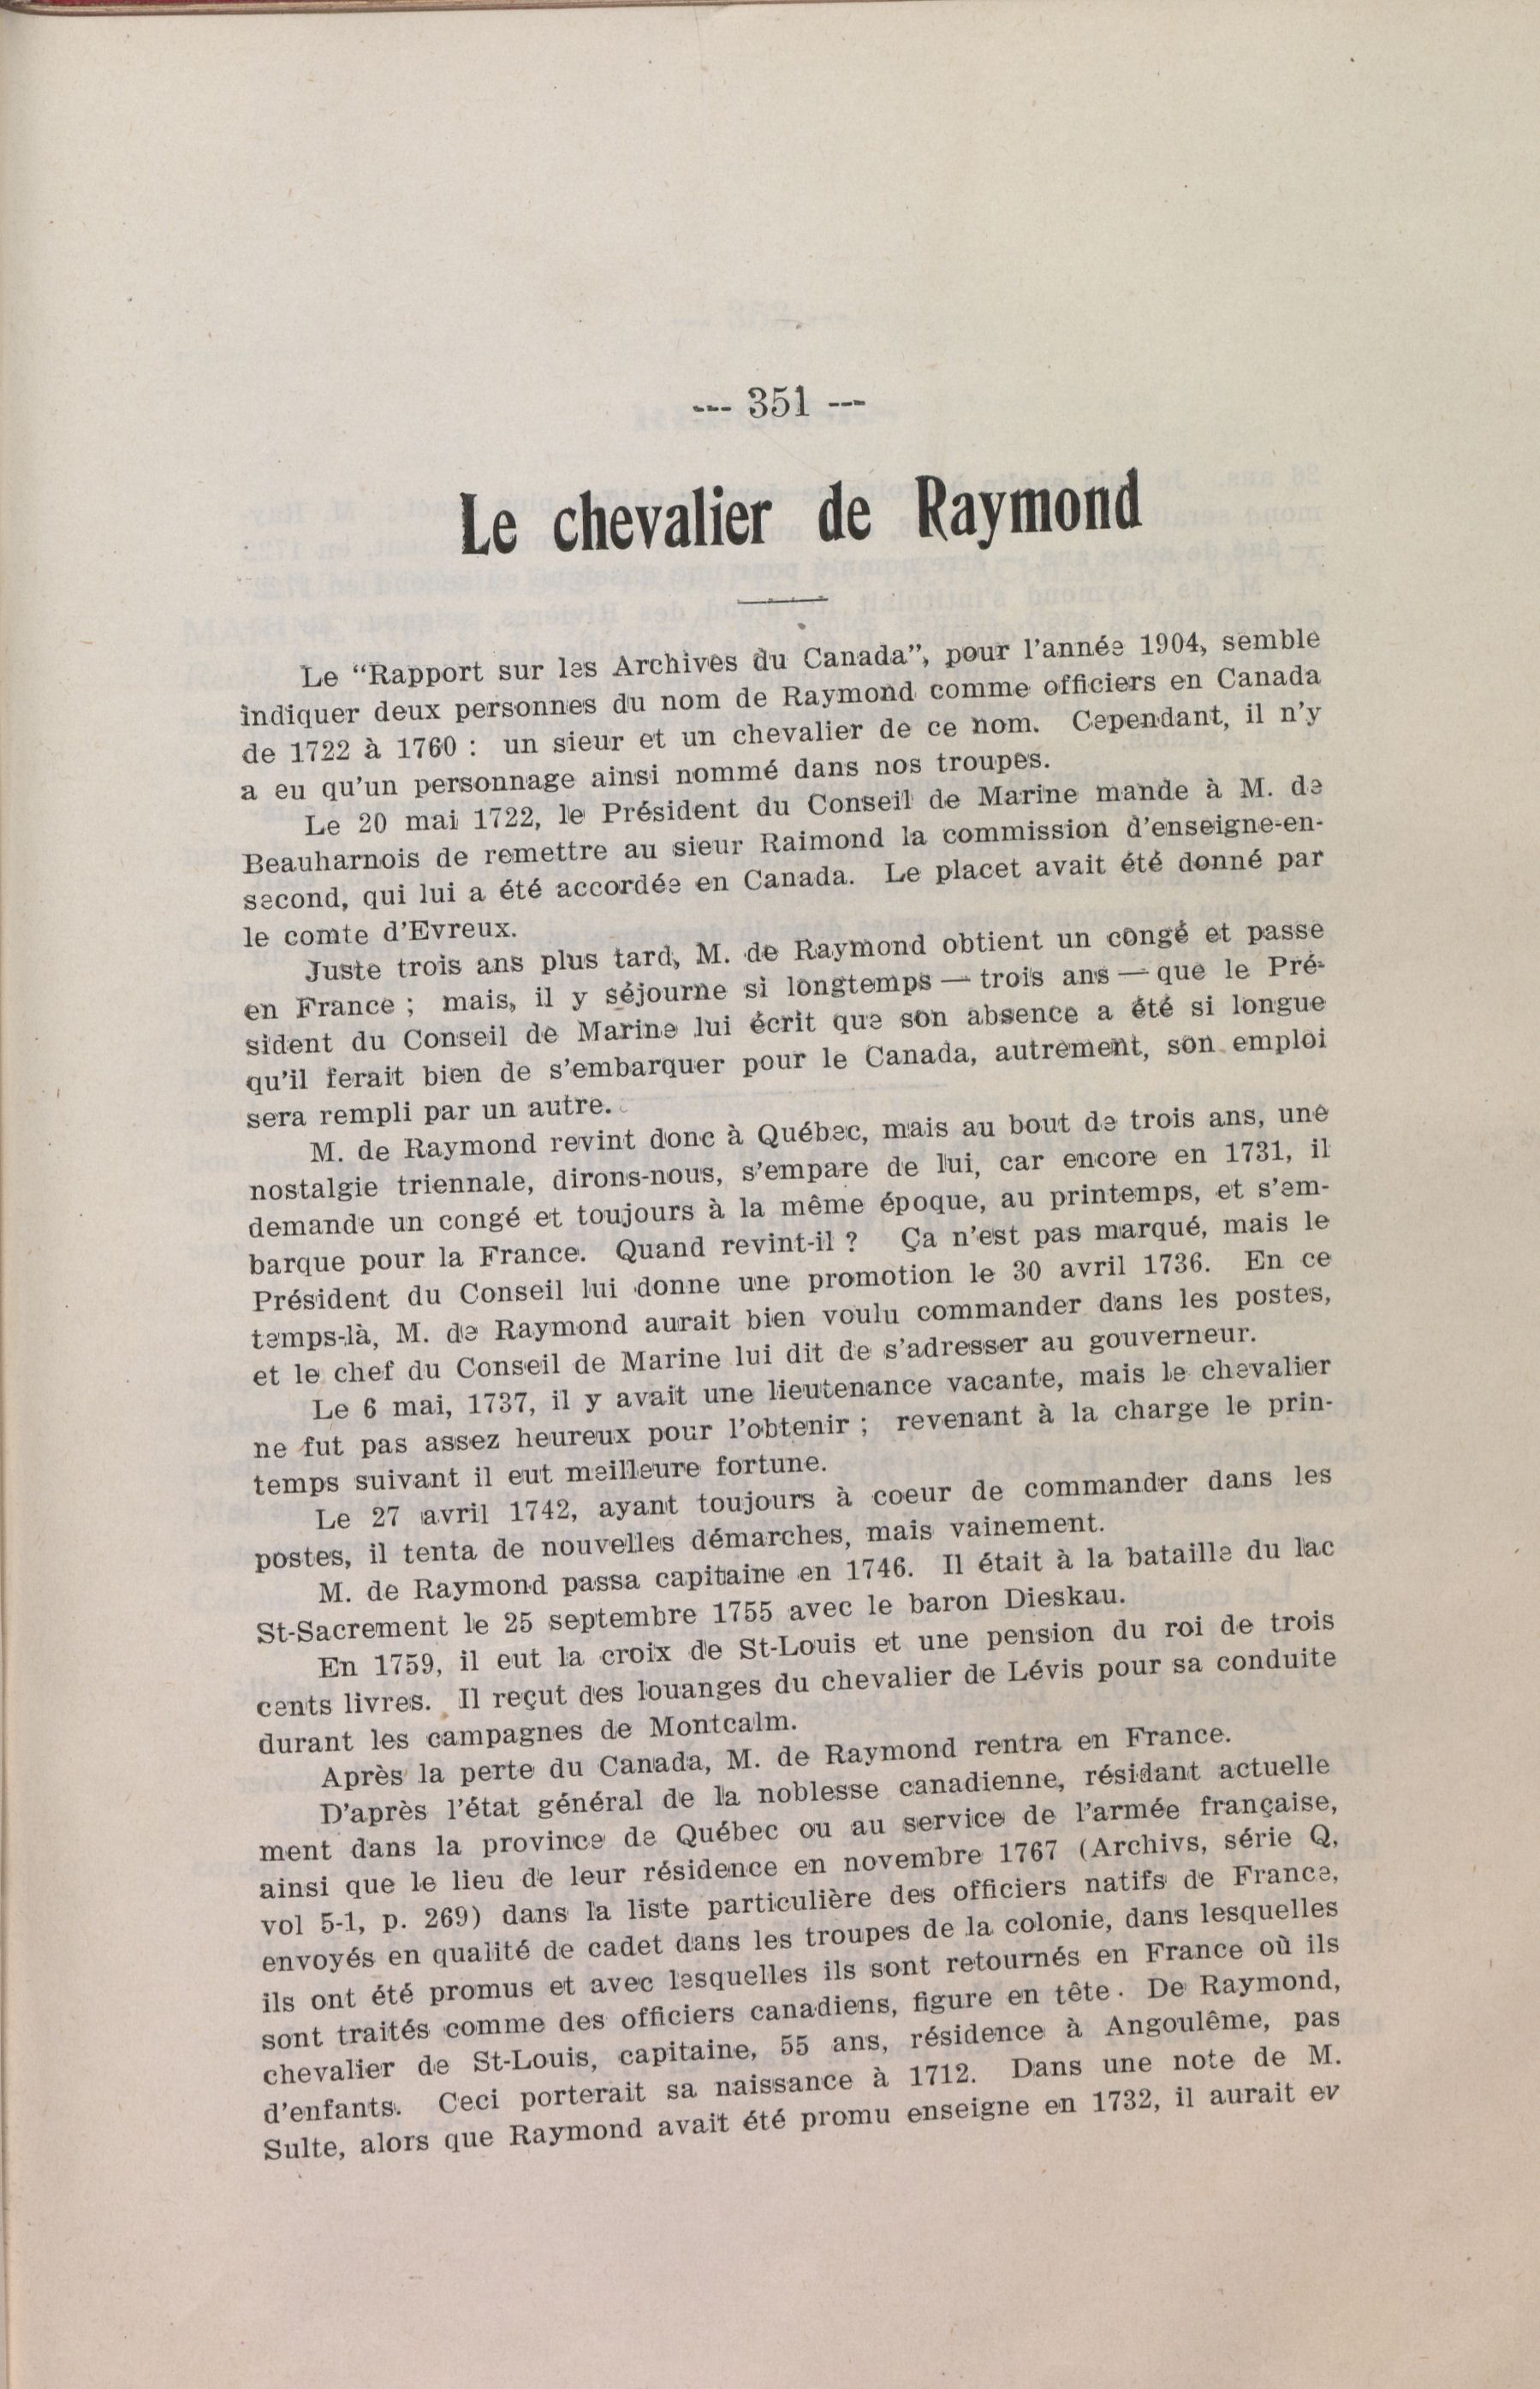 --- 351 ---
Le chevalier de Raymond
Le “Rapport sur les Archives du Canada”, pour l’année 1904, semble
indiquer deux personnes du nom de Raymond comme officiers en Canada
de 1722 à 1760 : un sieur et un chevalier de ce nom. Cependant, il n’y
a eu qu’un personnage ainsi nommé dans nos troupes.
Le 20 mai 1722, le Président du Conseil de Marine mande à M. de
Beauharnois de remettre au sieur Raimond la commission d’enseigne-en-
second, qui lui a été accordée en Canada. Le placet avait été donné par
le comte d’Evreux.
Juste trois ans plus tard, M. de Raymond obtient un congé et passe
en France ; mais, il y séjourne si longtemps — trois ans — que le Pré-
sident du Conseil de Marine lui écrit que son absence a été si longue
qu’il ferait bien de s’embarquer pour le Canada, autrement, son emploi
sera rempli par un autre.
M. de Raymond revint donc à Québec, mais au bout de trois ans, une
nostalgie triennale, dirons-nous, s’empare de lui, car encore en 1731, il
demande un congé et toujours à la même époque, au printemps, et s’em-
barque pour la France. Quand revint-il ? Ça n’est pas marqué, mais le
Président du Conseil lui donne une promotion le 30 avril 1736. En ce
temps-là, M. de Raymond aurait bien voulu commander dans les postes,
et le chef du Conseil de Marine lui dit de s’adresser au gouverneur.
Le 6 mai, 1737, il y avait une lieutenance vacante, mais le chevalier
ne fut pas assez heureux pour l’obtenir ; revenant à la charge le prin-
temps suivant il eut meilleure fortune.
Le 27 avril 1742, ayant toujours à coeur de commander dans les
postes, il tenta de nouvelles démarches, mais vainement.
M. de Raymond passa capitaine en 1746. Il était à la bataille du lac
St-Sacrement le 25 septembre 1755 avec le baron Dieskau.
En 1759, il eut la croix de St-Louis et une pension du roi de trois
cents livres. Il reçut des louanges du chevalier de Lévis pour sa conduite
durant les campagnes de Montcalm.
Après la perte du Canada, M. de Raymond rentra en France.
D’après l’état général de la noblesse canadienne, résidant actuelle
ment dans la province de Québec ou au service de l’armée française,
ainsi que le lieu de leur résidence en novembre 1767 (Archivs, série Q,
vol 5-1, p. 269) dans la liste particulière des officiers natifs de France,
envoyés en qualité de cadet dans les troupes de la colonie, dans lesquelles
ils ont été promus et avec lesquelles ils sont retournés en France où ils
sont traités comme des officiers canadiens, figure en tête. De Raymond,
chevalier de St-Louis, capitaine, 55 ans, résidence à Angoulême, pas
d’enfants. Ceci porterait sa naissance à 1712. Dans une note de M.
Sulte, alors que Raymond avait été promu enseigne en 1732, il aurait ev